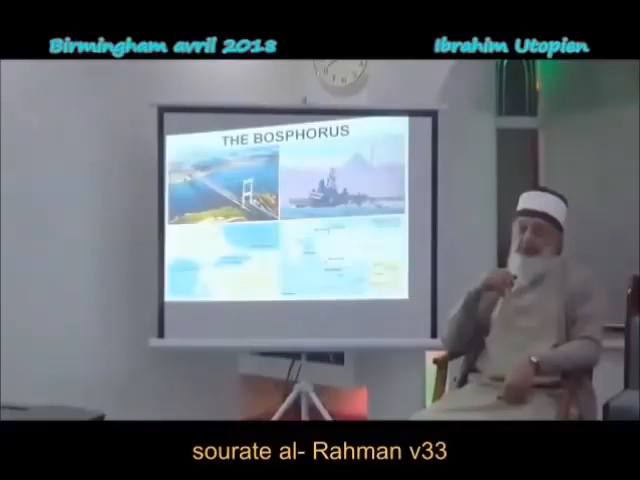 Birmingham avril 2018
Ibrahim Utopien
THE BOSPHORUS
sourate al- Rahman v33